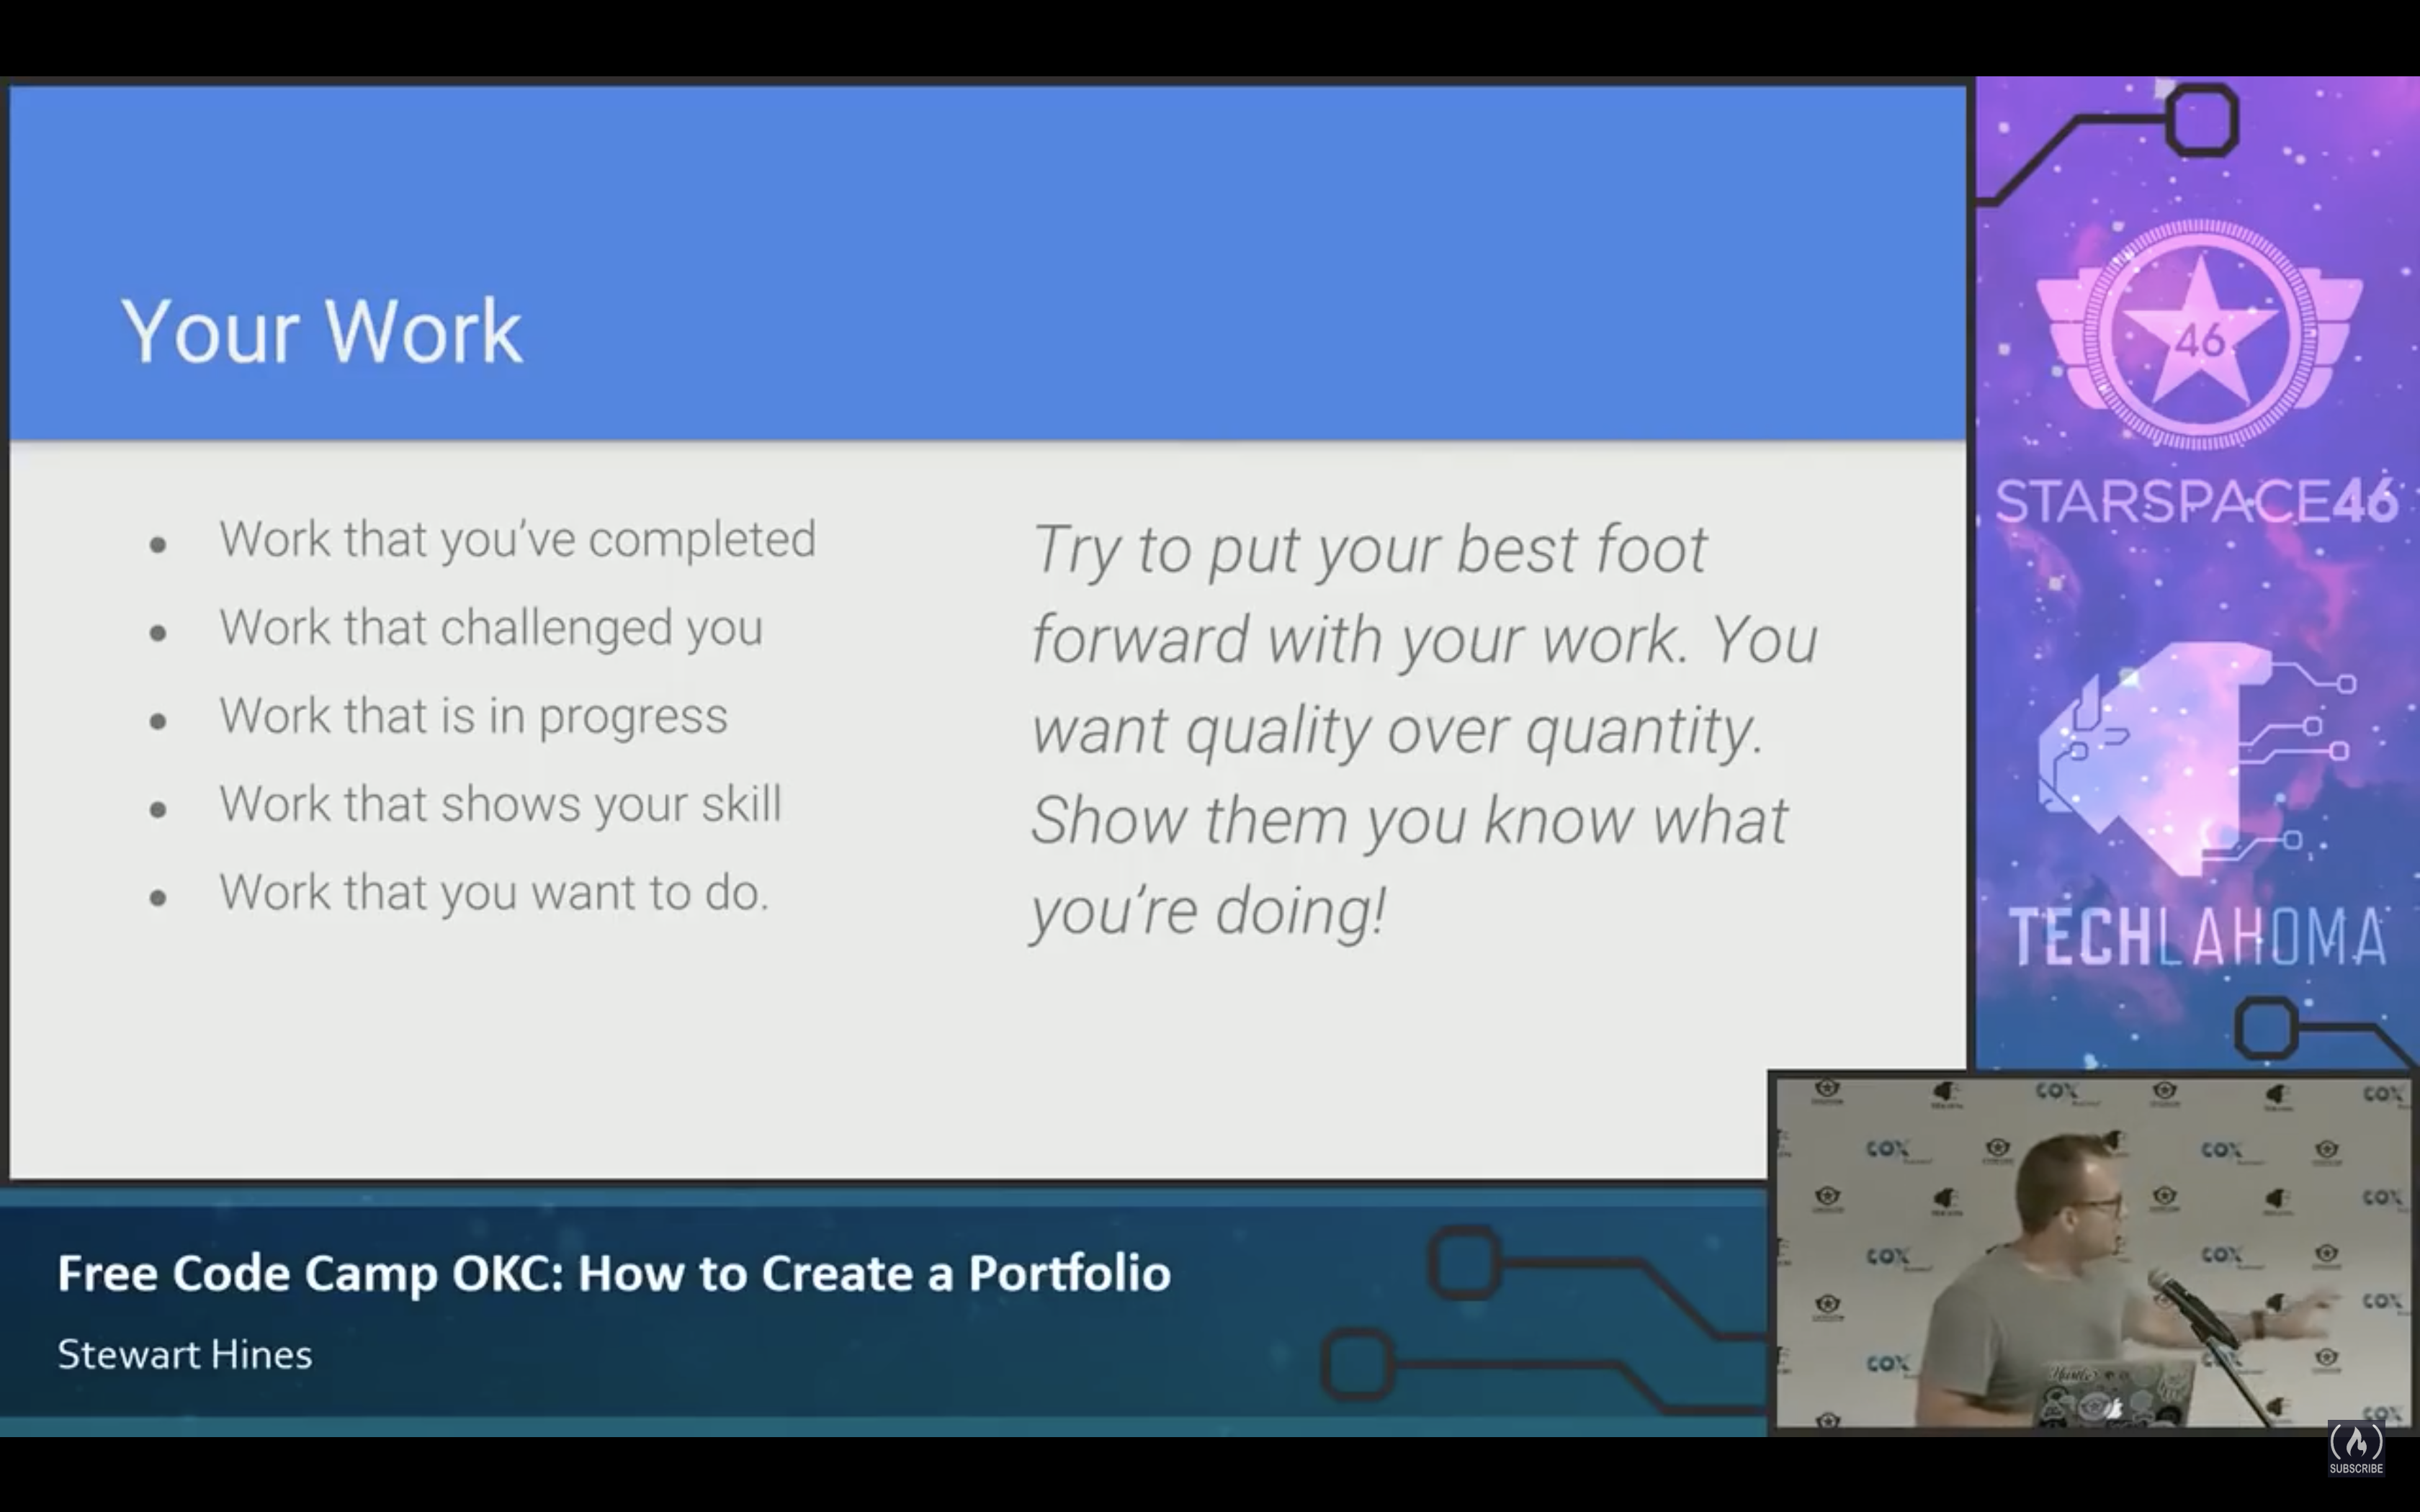 Your Work
Work that you've completed
Work that challenged you
Work that is in progress
Work that shows your skill
Work that you want to do.
Try to put your best foot
forward with your work. You
want quality over quantity.
Show them you know what
you're doing!
46
STARSPACE46
TECHLAHOMA
Free Code Camp OKC: How to Create a Portfolio
Stewart Hines
COX
COX
COX
COX
COX
COX
COX
COX
COX
COX
COX
Hustle
SUBSCRIBE